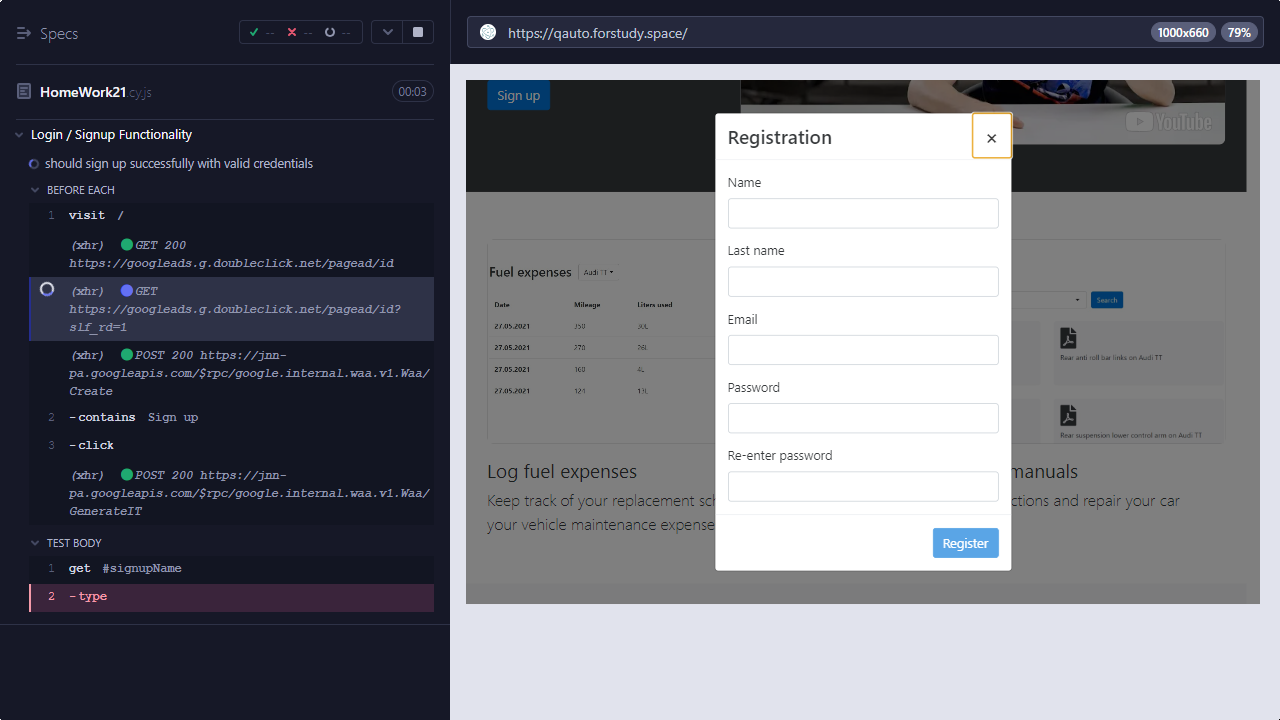 Specs
--
--
--
HomeWork21.cy.js
00:03
Login / Signup Functionality
should sign up successfully with valid credentials
BEFORE EACH
1 visit /
(xhr) GET 200
https://googleads.g.doubleclick.net/pagead/id
(xhr) GET
https://googleads.g.doubleclick.net/pagead/id?
slf_rd=1
(xhr) POST 200 https://jnn-
pa.googleapis.com/$rpc/google.internal.waa.v1.Waa/
Create
2 -contains Sign up
3 -click
(xhr) POST 200 https://jnn-
pa.googleapis.com/$rpc/google.internal.waa.v1.Waa/
GenerateIT
TEST BODY
1 get #signupName
2 -type
https://qauto.forstudy.space/
1000x660
79%
Sign up
YouTube
Registration
×
Name
Last name
Email
Password
Re-enter password
Register
Fuel expenses
Audi TT
Date Mileage Liters used
27.05.2021 350 30L
27.05.2021 270 26L
27.05.2021 160 4L
27.05.2021 124 13L
Search
Rear anti roll bar links on Audi TT
Rear suspension lower control arm on Audi TT
Log fuel expenses
Keep track of your replacement sch
your vehicle maintenance expense
manuals
ctions and repair your car